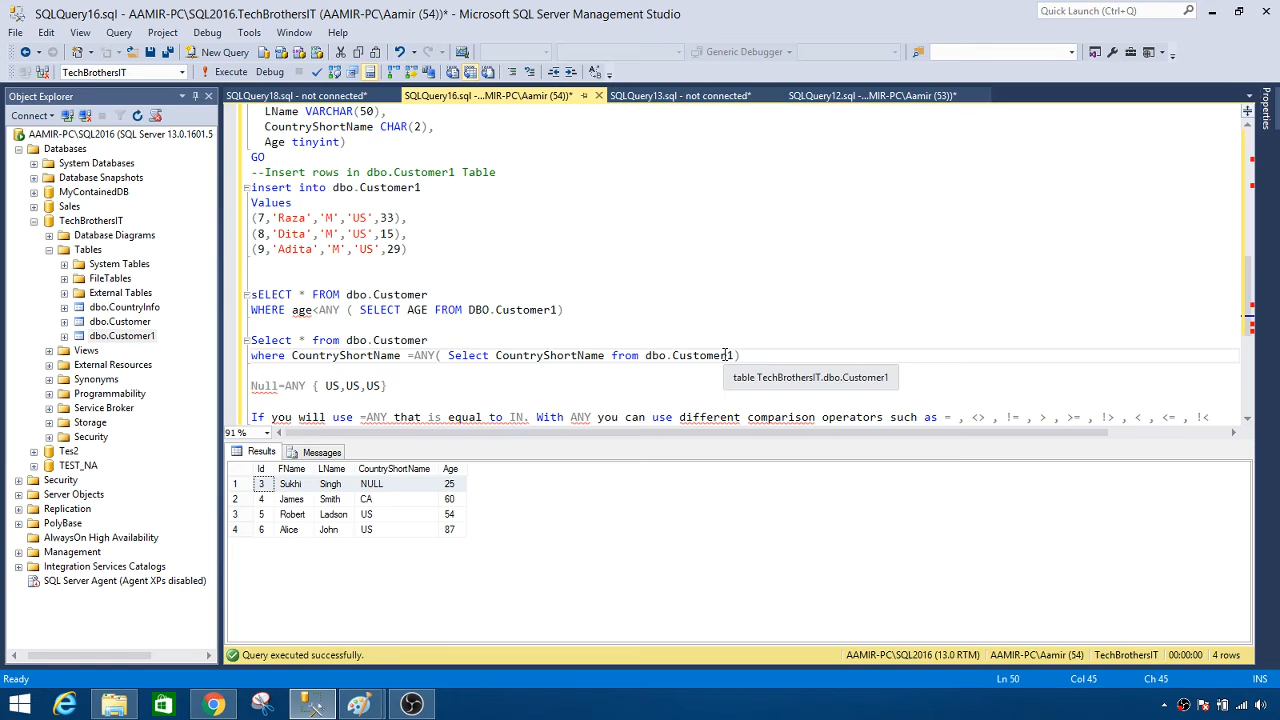 SQLQuery16.sql - AAMIR-PC\SQL2016.TechBrothersIT (AAMIR-PC\Aamir (54))* - Microsoft SQL Server Management Studio
Quick Launch (Ctrl+Q)
File Edit View Query Project Debug Tools Window Help
New Query
Generic Debugger
TechBrothersIT
Execute Debug
Object Explorer
SQLQuery18.sql - not connected*
SQLQuery16.sql -...MIR-PC\Aamir (54))*
SQLQuery13.sql - not connected*
SQLQuery12.sql -...MIR-PC\Aamir (53))*
Properties
Connect
AAMIR-PC\SQL2016 (SQL Server 13.0.1601.5
Databases
System Databases
Database Snapshots
MyContainedDB
Sales
TechBrothersIT
Database Diagrams
Tables
System Tables
FileTables
External Tables
dbo.CountryInfo
dbo.Customer
dbo.Customer1
Views
External Resources
Synonyms
Programmability
Service Broker
Storage
Security
Tes2
TEST_NA
Security
Server Objects
Replication
PolyBase
AlwaysOn High Availability
Management
Integration Services Catalogs
SQL Server Agent (Agent XPs disabled)
LName VARCHAR(50),
CountryShortName CHAR(2),
Age tinyint)
GO
--Insert rows in dbo.Customer1 Table
insert into dbo.Customer1
Values
(7,'Raza','M','US',33),
(8,'Dita','M','US',15),
(9,'Adita','M','US',29)
sELECT * FROM dbo.Customer
WHERE age<ANY ( SELECT AGE FROM DBO.Customer1)
Select * from dbo.Customer
where CountryShortName =ANY( Select CountryShortName from dbo.Customer1)
table TechBrothersIT.dbo.Customer1
Null=ANY { US,US,US}
If you will use =ANY that is equal to IN. With ANY you can use different comparison operators such as = , <> , != , > , >= , !> , < , <= , !<
91 %
Results Messages
Id FName LName CountryShortName Age
1 3 Sukhi Singh NULL 25
2 4 James Smith CA 60
3 5 Robert Ladson US 54
4 6 Alice John US 87
Query executed successfully.
AAMIR-PC\SQL2016 (13.0 RTM) AAMIR-PC\Aamir (54) TechBrothersIT 00:00:00 4 rows
Ready
Ln 50 Col 45 Ch 45 INS